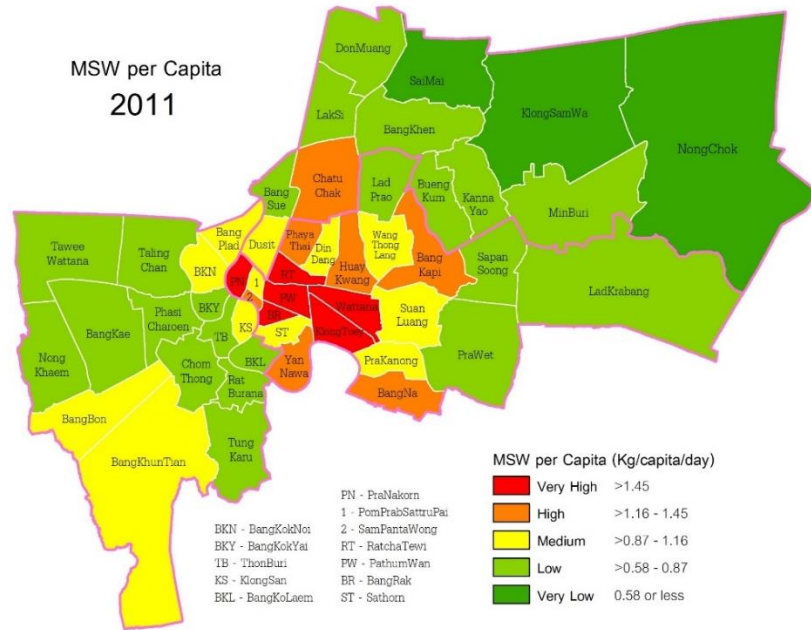 MSW per Capita
2011
DonMuang
SaiMai
LakSi
KlongSamWa
BangKhen
NongChok
Chatu
Chak
Lad
Prao
Bueng
Kum
Kanna
Yao
MinBuri
Bang
Sue
Bang
Plad
Dusit
Phaya
Thai
Din
Dang
Wang
Thong
Lang
Huay
Kwang
Bang
Kapi
Sapan
Soong
LadKrabang
Tawee
Wattana
Taling
Chan
BKN
PN
1
2
RT
PW
BR
Wattana
KlongToey
Suan
Luang
Phasi
Charoen
BKY
BangKae
TB
KS
ST
PraKanong
PraWet
Nong
Khaem
Chom
Thong
BKL
Yan
Nawa
BangNa
Rat
Burana
BangBon
Tung
Karu
BangKhunTian
BKN - BangKokNoi
BKY - BangKokYai
TB - ThonBuri
KS - KlongSan
BKL - BangKoLaem
PN - PraNakorn
1 - PomPrabSattruPai
2 - SamPantaWong
RT - RatchaTewi
PW - PathumWan
BR - BangRak
ST - Sathorn
MSW per Capita (Kg/capita/day)
Very High >1.45
High >1.16 - 1.45
Medium >0.87 - 1.16
Low >0.58 - 0.87
Very Low 0.58 or less